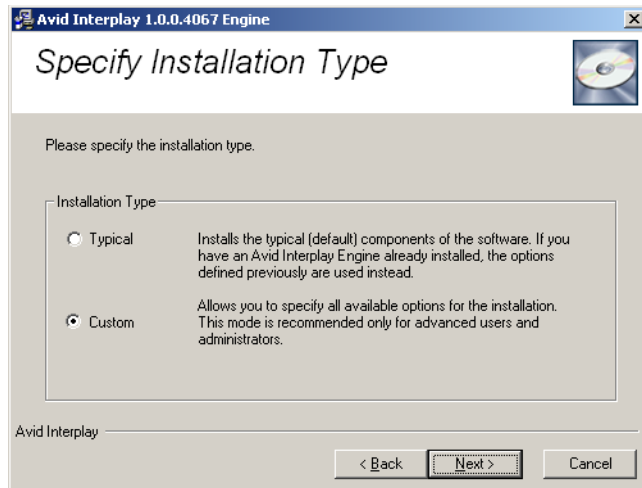 Avid Interplay 1.0.0.4067 Engine
Specify Installation Type
Please specify the installation type.
Installation Type
Typical
Installs the typical (default) components of the software. If you
have an Avid Interplay Engine already installed, the options
defined previously are used instead.
Custom
Allows you to specify all available options for the installation.
This mode is recommended only for advanced users and
administrators.
Avid Interplay
< Back
Next >
Cancel